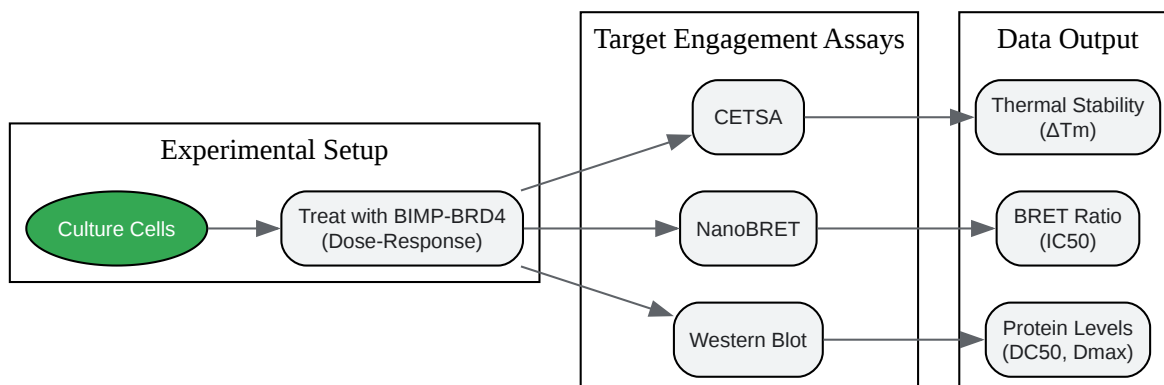 Experimental Setup
Culture Cells
Treat with BIMP-BRD4
(Dose-Response)
Target Engagement Assays
CETSA
NanoBRET
Western Blot
Data Output
Thermal Stability
(ΔTm)
BRET Ratio
(IC50)
Protein Levels
(DC50, Dmax)